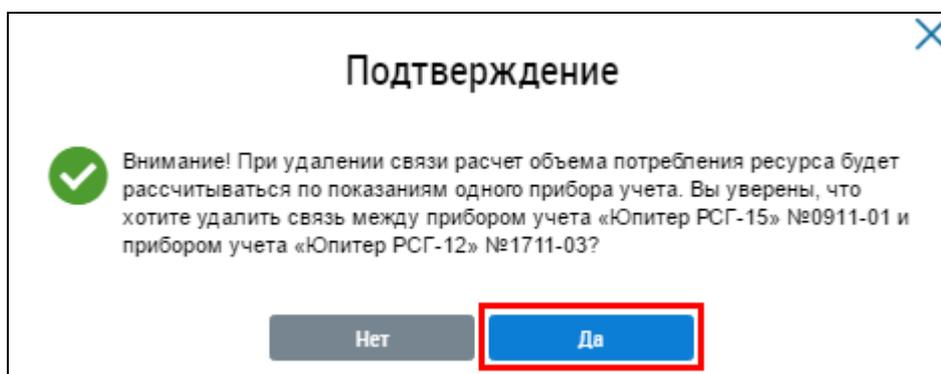 Подтверждение
Внимание! При удалении связи расчет объема потребления ресурса будет
рассчитываться по показаниям одного прибора учета. Вы уверены, что
хотите удалить связь между прибором учета «Юпитер РСГ-15» №0911-01 и
прибором учета «Юпитер РСГ-12» №1711-03?
Нет
Да